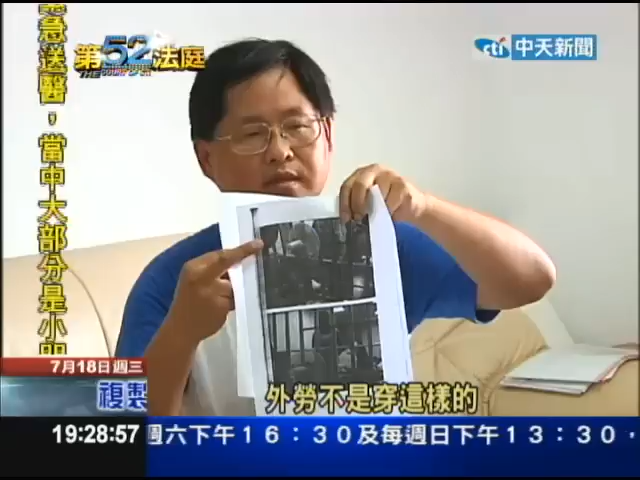 急送醫，當中大部分是小
第52法庭
THE
cti 中天新聞
7月18日週三
複製
外勞不是穿這樣的
19:28:57
週六下午16：30及每週日下午13：30，